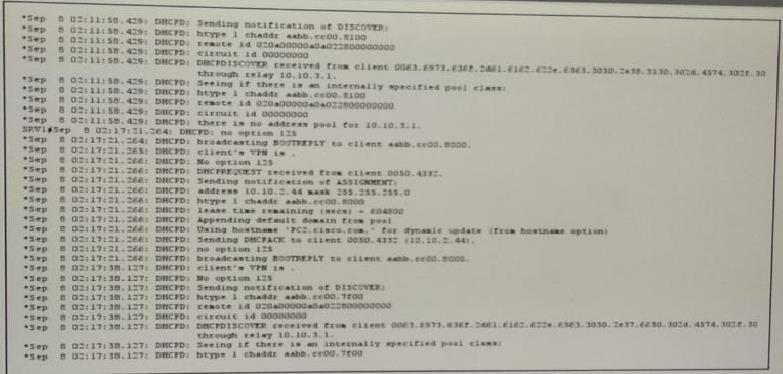 *Sep 8 02:11:58.429: DHCPD: Sending notification of DISCOVER:
*Sep 8 02:11:58.429: DHCPD: htype 1 chaddr aabb.cc00.8100
*Sep 8 02:11:58.429: DHCPD: remote id 020a00000a0a022800000000
*Sep 8 02:11:58.429: DHCPD: circuit id 00000000
*Sep 8 02:11:58.429: DHCPD: DHCPDISCOVER received from client 0063.6973.636f.2d61.6162.622e.6363.3030.2e38.3130.302d.4574.302f.30
through relay 10.10.3.1.
*Sep 8 02:11:58.429: DHCPD: Seeing if there is an internally specified pool class:
*Sep 8 02:11:58.429: DHCPD: htype 1 chaddr aabb.cc00.8100
*Sep 8 02:11:58.429: DHCPD: remote id 020a00000a0a022800000000
*Sep 8 02:11:58.429: DHCPD: circuit id 00000000
*Sep 8 02:11:58.429: DHCPD: there is no address pool for 10.10.3.1.
SRV1#Sep 8 02:17:21.264: DHCPD: no option 125
*Sep 8 02:17:21.264: DHCPD: broadcasting BOOTREPLY to client aabb.cc00.8000.
*Sep 8 02:17:21.265: DHCPD: client's VPN is .
*Sep 8 02:17:21.266: DHCPD: No option 125
*Sep 8 02:17:21.266: DHCPD: DHCPREQUEST received from client 0050.4332.
*Sep 8 02:17:21.266: DHCPD: Sending notification of ASSIGNMENT:
*Sep 8 02:17:21.266: DHCPD: address 10.10.2.44 mask 255.255.255.0
*Sep 8 02:17:21.266: DHCPD: htype 1 chaddr aabb.cc00.8000
*Sep 8 02:17:21.266: DHCPD: lease time remaining (secs) = 604800
*Sep 8 02:17:21.266: DHCPD: Appending default domain from pool
*Sep 8 02:17:21.266: DHCPD: Using hostname 'PC2.cisco.com.' for dynamic update (from hostname option)
*Sep 8 02:17:21.266: DHCPD: Sending DHCPACK to client 0050.4332 (10.10.2.44).
*Sep 8 02:17:21.266: DHCPD: no option 125
*Sep 8 02:17:21.266: DHCPD: broadcasting BOOTREPLY to client aabb.cc00.8000.
*Sep 8 02:17:38.127: DHCPD: client's VPN is .
*Sep 8 02:17:38.127: DHCPD: No option 125
*Sep 8 02:17:38.127: DHCPD: Sending notification of DISCOVER:
*Sep 8 02:17:38.127: DHCPD: htype 1 chaddr aabb.cc00.7f00
*Sep 8 02:17:38.127: DHCPD: remote id 020a00000a0a022800000000
*Sep 8 02:17:38.127: DHCPD: circuit id 00000000
*Sep 8 02:17:38.127: DHCPD: DHCPDISCOVER received from client 0063.6973.636f.2d61.6162.622e.6363.3030.2e37.6630.302d.4574.302f.30
through relay 10.10.3.1.
*Sep 8 02:17:38.127: DHCPD: Seeing if there is an internally specified pool class:
*Sep 8 02:17:38.127: DHCPD: htype 1 chaddr aabb.cc00.7f00